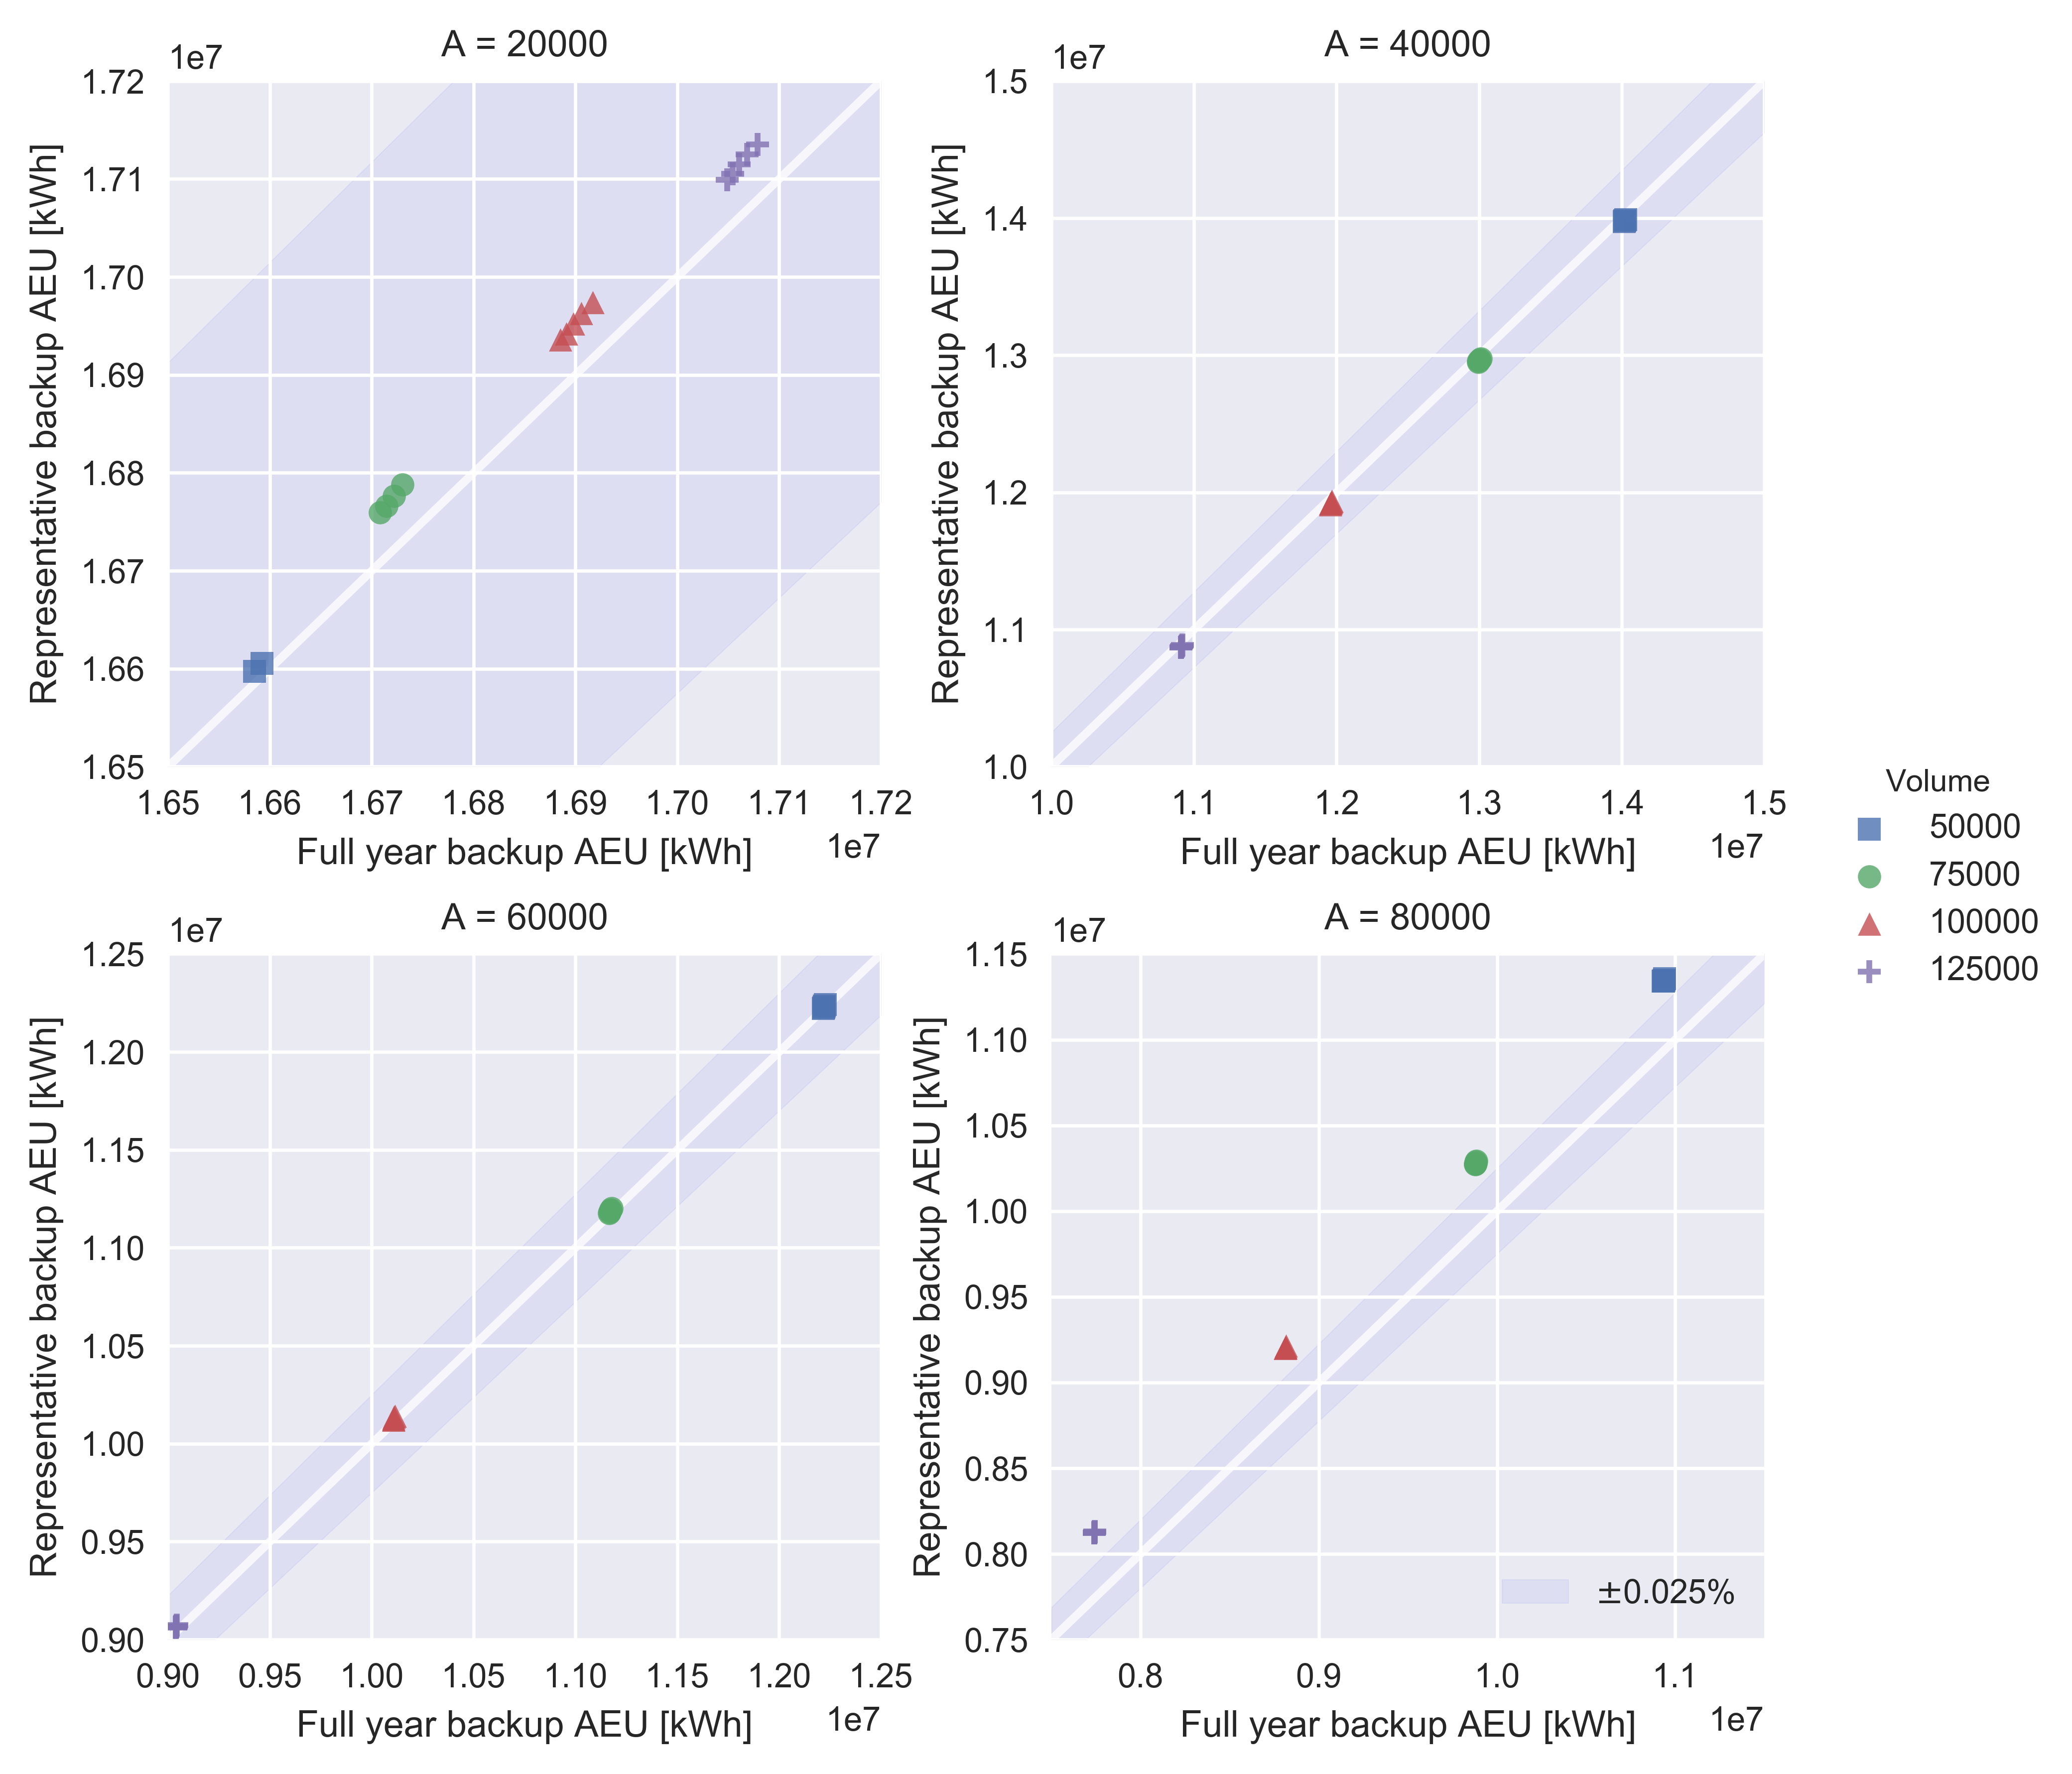 A = 20000
1e7
1.72
1.71
1.70
1.69
1.68
1.67
1.66
1.65
Representative backup AEU [kWh]
1.65 1.66 1.67 1.68 1.69 1.70 1.71 1.72
Full year backup AEU [kWh]
1e7
A = 40000
1e7
1.5
1.4
1.3
1.2
1.1
1.0
Representative backup AEU [kWh]
1.0 1.1 1.2 1.3 1.4 1.5
Full year backup AEU [kWh]
1e7
Volume
50000
75000
100000
125000
A = 60000
1e7
1.25
1.20
1.15
1.10
1.05
1.00
0.95
0.90
Representative backup AEU [kWh]
0.90 0.95 1.00 1.05 1.10 1.15 1.20 1.25
Full year backup AEU [kWh]
1e7
A = 80000
1e7
1.15
1.10
1.05
1.00
0.95
0.90
0.85
0.80
0.75
Representative backup AEU [kWh]
±0.025%
0.8 0.9 1.0 1.1
Full year backup AEU [kWh]
1e7